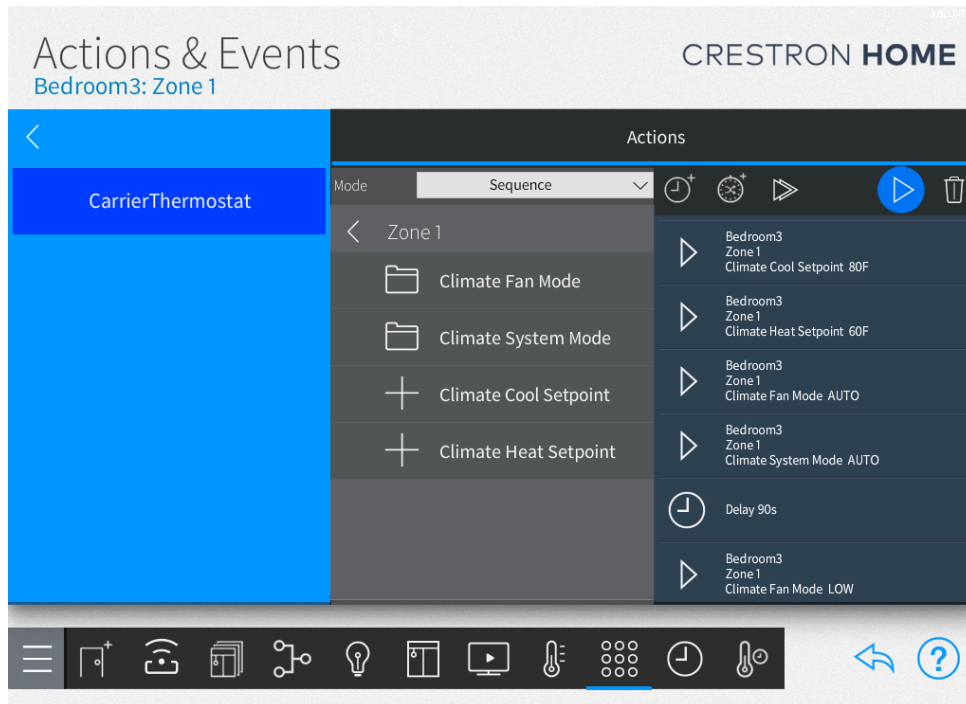 Actions & Events
CRESTRON HOME
Bedroom3: Zone 1
Actions
CarrierThermostat
Mode
Sequence
Zone 1
Climate Fan Mode
Climate System Mode
Climate Cool Setpoint
Climate Heat Setpoint
Bedroom3
Zone 1
Climate Cool Setpoint 80F
Bedroom3
Zone 1
Climate Heat Setpoint 60F
Bedroom3
Zone 1
Climate Fan Mode AUTO
Bedroom3
Zone 1
Climate System Mode AUTO
Delay 90s
Bedroom3
Zone 1
Climate Fan Mode LOW
?